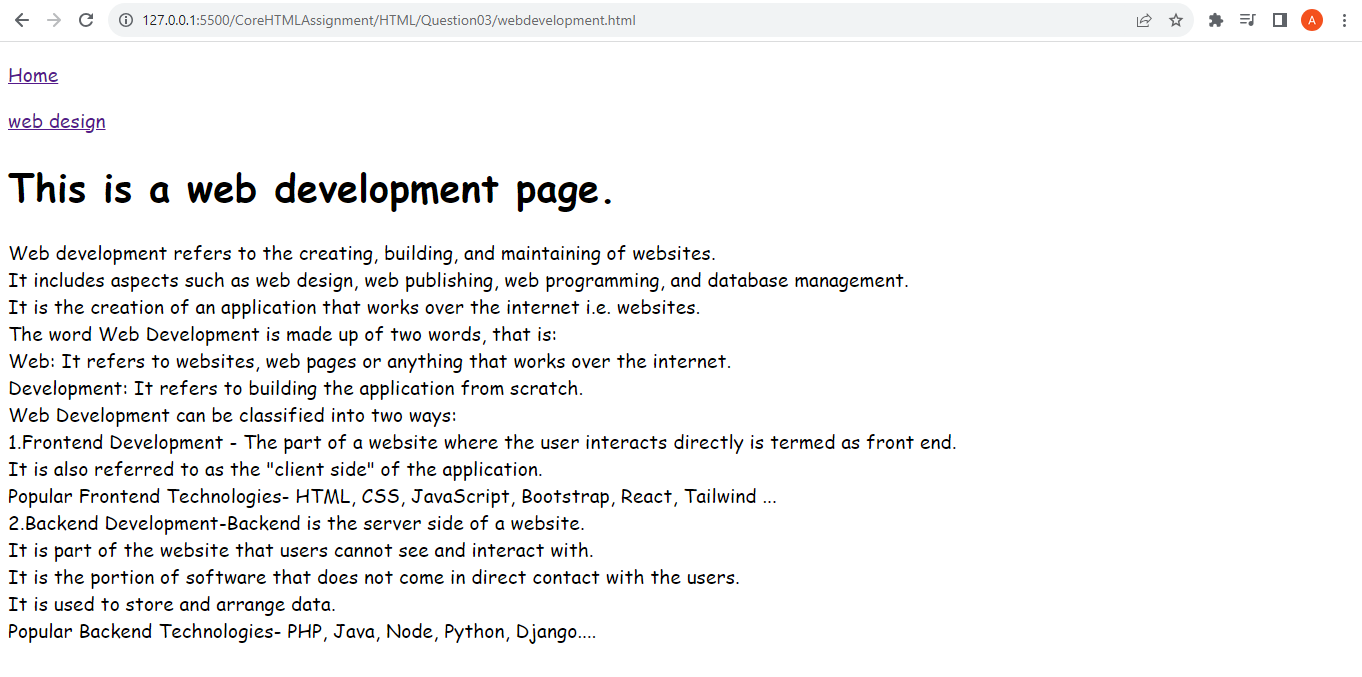 127.0.0.1:5500/CoreHTMLAssignment/HTML/Question03/webdevelopment.html
A
Home
web design
This is a web development page.
Web development refers to the creating, building, and maintaining of websites.
It includes aspects such as web design, web publishing, web programming, and database management.
It is the creation of an application that works over the internet i.e. websites.
The word Web Development is made up of two words, that is:
Web: It refers to websites, web pages or anything that works over the internet.
Development: It refers to building the application from scratch.
Web Development can be classified into two ways:
1.Frontend Development - The part of a website where the user interacts directly is termed as front end.
It is also referred to as the "client side" of the application.
Popular Frontend Technologies- HTML, CSS, JavaScript, Bootstrap, React, Tailwind ...
2.Backend Development-Backend is the server side of a website.
It is part of the website that users cannot see and interact with.
It is the portion of software that does not come in direct contact with the users.
It is used to store and arrange data.
Popular Backend Technologies- PHP, Java, Node, Python, Django....